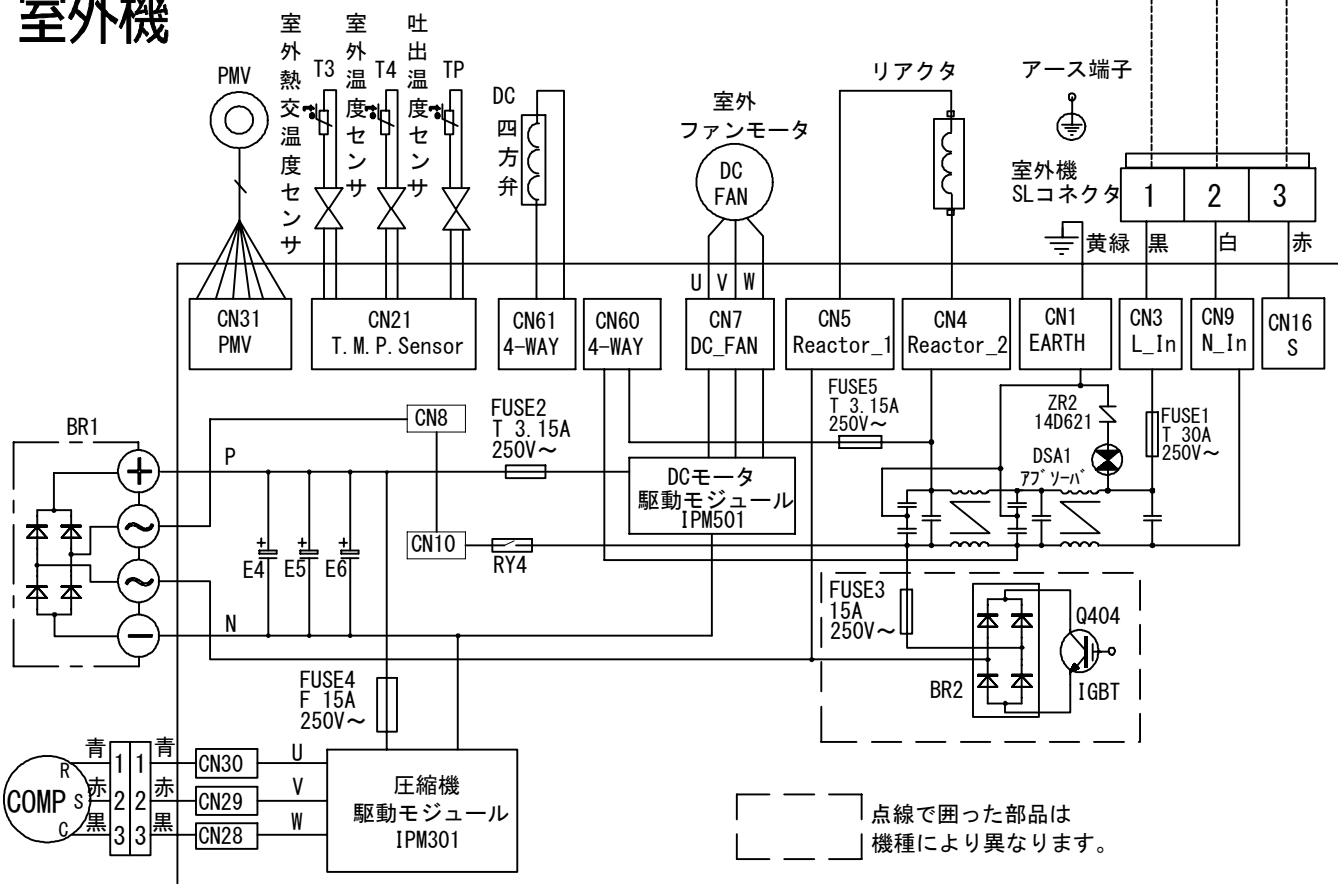 室外機
PMV
室外熱交温度センサ
T3
室外温度センサ
T4
吐出温度センサ
TP
DC四方弁
室外
ファンモータ
DC
FAN
リアクタ
アース端子
室外機
SLコネクタ
1
2
3
黄緑
黒
白
赤
U
V
W
CN31
PMV
CN21
T.M.P.Sensor
CN61
4-WAY
CN60
4-WAY
CN7
DC_FAN
CN5
Reactor_1
CN4
Reactor_2
CN1
EARTH
CN3
L_In
CN9
N_In
CN16
S
BR1
CN8
P
FUSE2
T 3.15A
250V～
FUSE5
T 3.15A
250V～
ZR2
14D621
FUSE1
T 30A
250V～
DSA1
アブソーバ
DCモータ
駆動モジュール
IPM501
+
E4
+
E5
+
E6
CN10
RY4
N
FUSE3
15A
250V～
Q404
BR2
IGBT
FUSE4
F 15A
250V～
COMP
R
S
C
青
赤
黒
1
2
3
1
2
3
青
赤
黒
CN30
CN29
CN28
U
V
W
圧縮機
駆動モジュール
IPM301
点線で囲った部品は
機種により異なります。